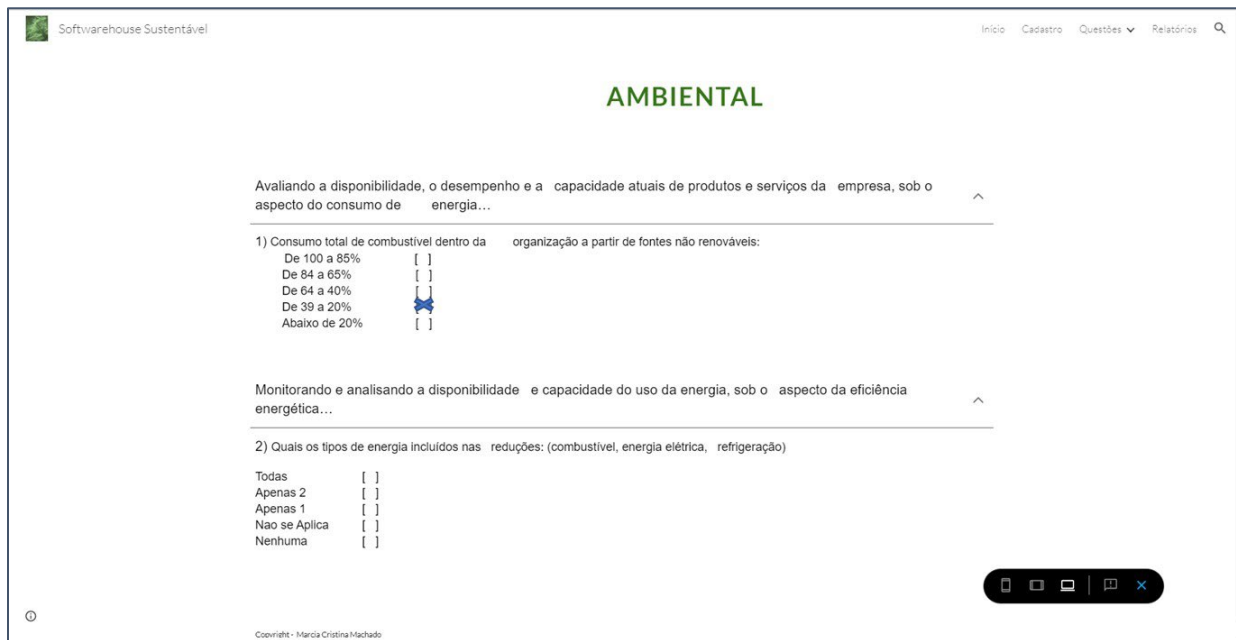 Softwarehouse Sustentável
Início Cadastro Questões Relatórios
AMBIENTAL
Avaliando a disponibilidade, o desempenho e a capacidade atuais de produtos e serviços da empresa, sob o
aspecto do consumo de energia...
1) Consumo total de combustível dentro da organização a partir de fontes não renováveis:
De 100 a 85% [ ]
De 84 a 65% [ ]
De 64 a 40% [ ]
De 39 a 20% [ ]
Abaixo de 20% [ ]
Monitorando e analisando a disponibilidade e capacidade do uso da energia, sob o aspecto da eficiência
energética...
2) Quais os tipos de energia incluídos nas reduções: (combustível, energia elétrica, refrigeração)
Todas [ ]
Apenas 2 [ ]
Apenas 1 [ ]
Nao se Aplica [ ]
Nenhuma [ ]
Copyright - Marcia Cristina Machado